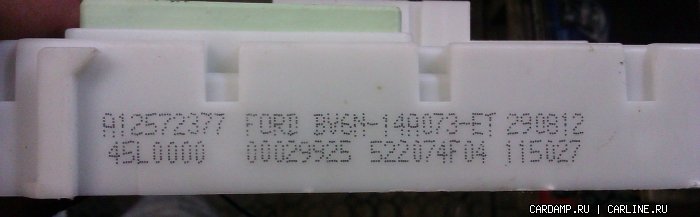 A12572377 FORD BV6N-14A073-ET 290812
45L0000 00029925 522074F04 115027
CARDAMP.RU | CARLINE.RU